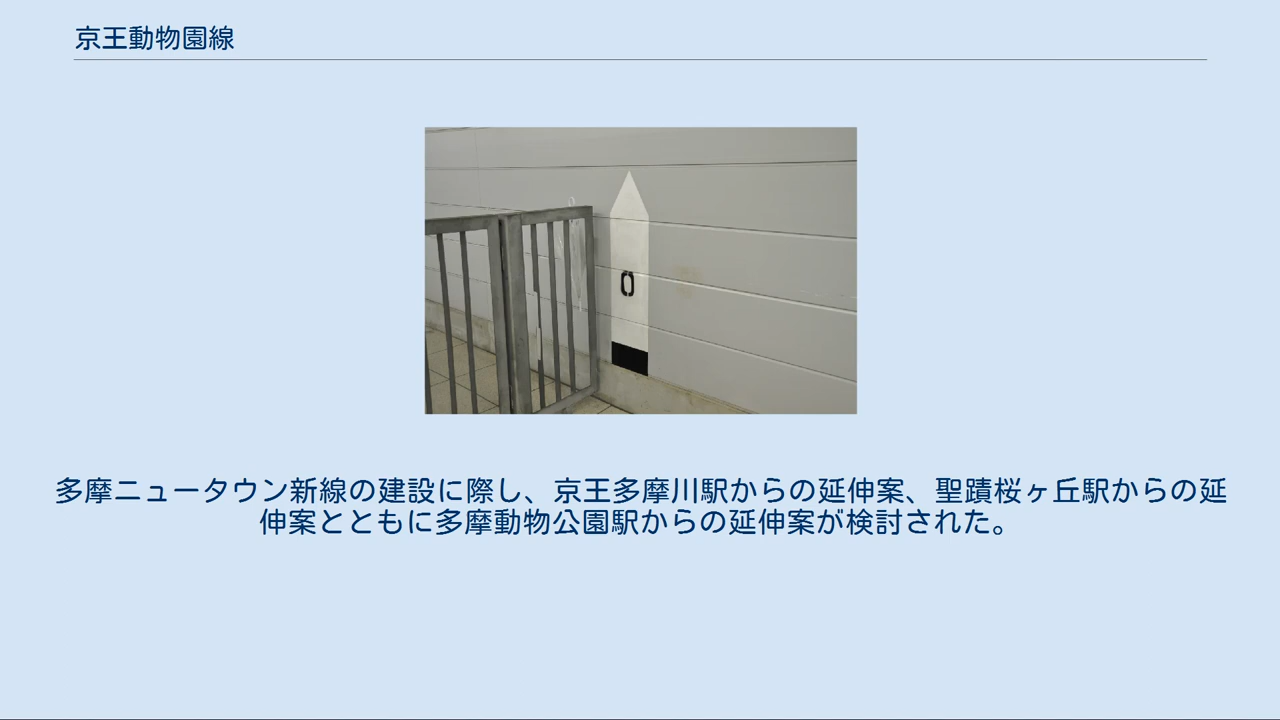 京王動物園線
0
多摩ニュータウン新線の建設に際し、京王多摩川駅からの延伸案、聖蹟桜ヶ丘駅からの延
伸案とともに多摩動物公園駅からの延伸案が検討された。